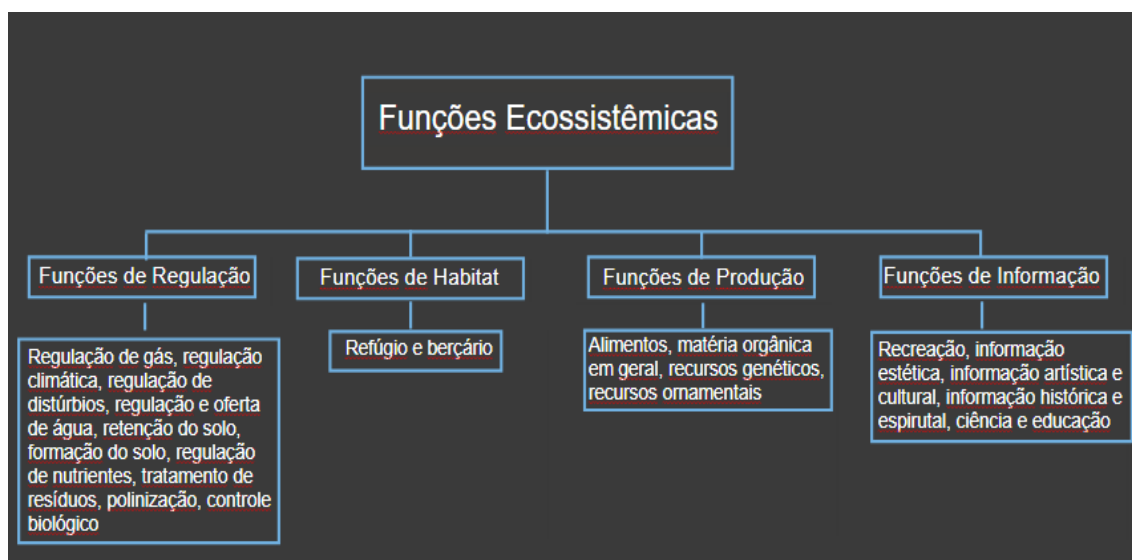 Funções Ecossistêmicas
Funções de Regulação
Funções de Habitat
Funções de Produção
Funções de Informação
Regulação de gás, regulação
climática, regulação de
distúrbios, regulação e oferta
de água, retenção do solo,
formação do solo, regulação
de nutrientes, tratamento de
resíduos, polinização, controle
biológico
Refúgio e berçário
Alimentos, matéria orgânica
em geral, recursos genéticos,
recursos ornamentais
Recreação, informação
estética, informação artística e
cultural, informação histórica e
espirutal, ciência e educação